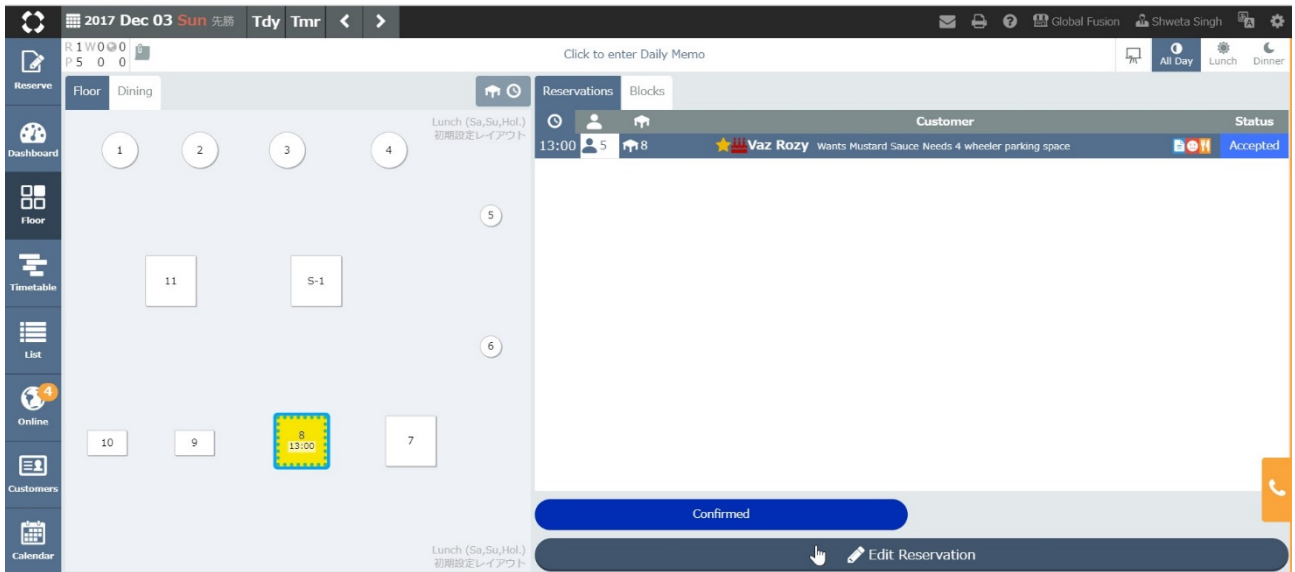 2017 Dec 03 Sun 先勝 Tdy Tmr
Global Fusion Shweta Singh
R 1 W 0 0
P 5 0 0
Click to enter Daily Memo
All Day Lunch Dinner
Reserve
Dashboard
Floor
Timetable
List
4
Online
Customers
Calendar
Floor Dining
Lunch (Sa,Su,Hol.)
初期設定レイアウト
1 2 3 4
5
11 S-1
6
10 9 8 7
13:00
Lunch (Sa,Su,Hol.)
初期設定レイアウト
Reservations Blocks
Customer Status
13:00 5 8 Vaz Rozy Wants Mustard Sauce Needs 4 wheeler parking space Accepted
Confirmed
Edit Reservation